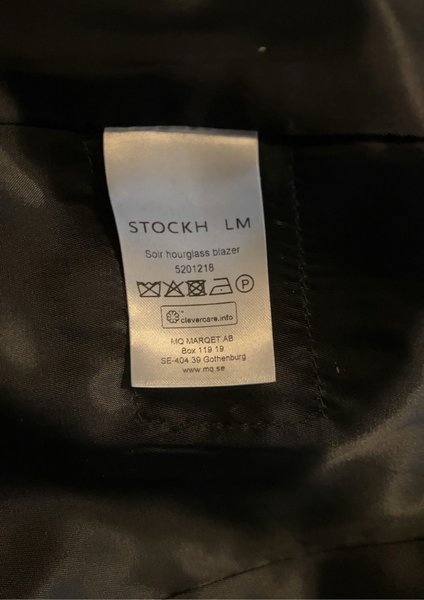 STOCKH LM
Soir hourglass blazer
5201218
P
clevercare.info
MQ MARQET AB
Box 119 19
SE-404 39 Gothenburg
www.mq.se